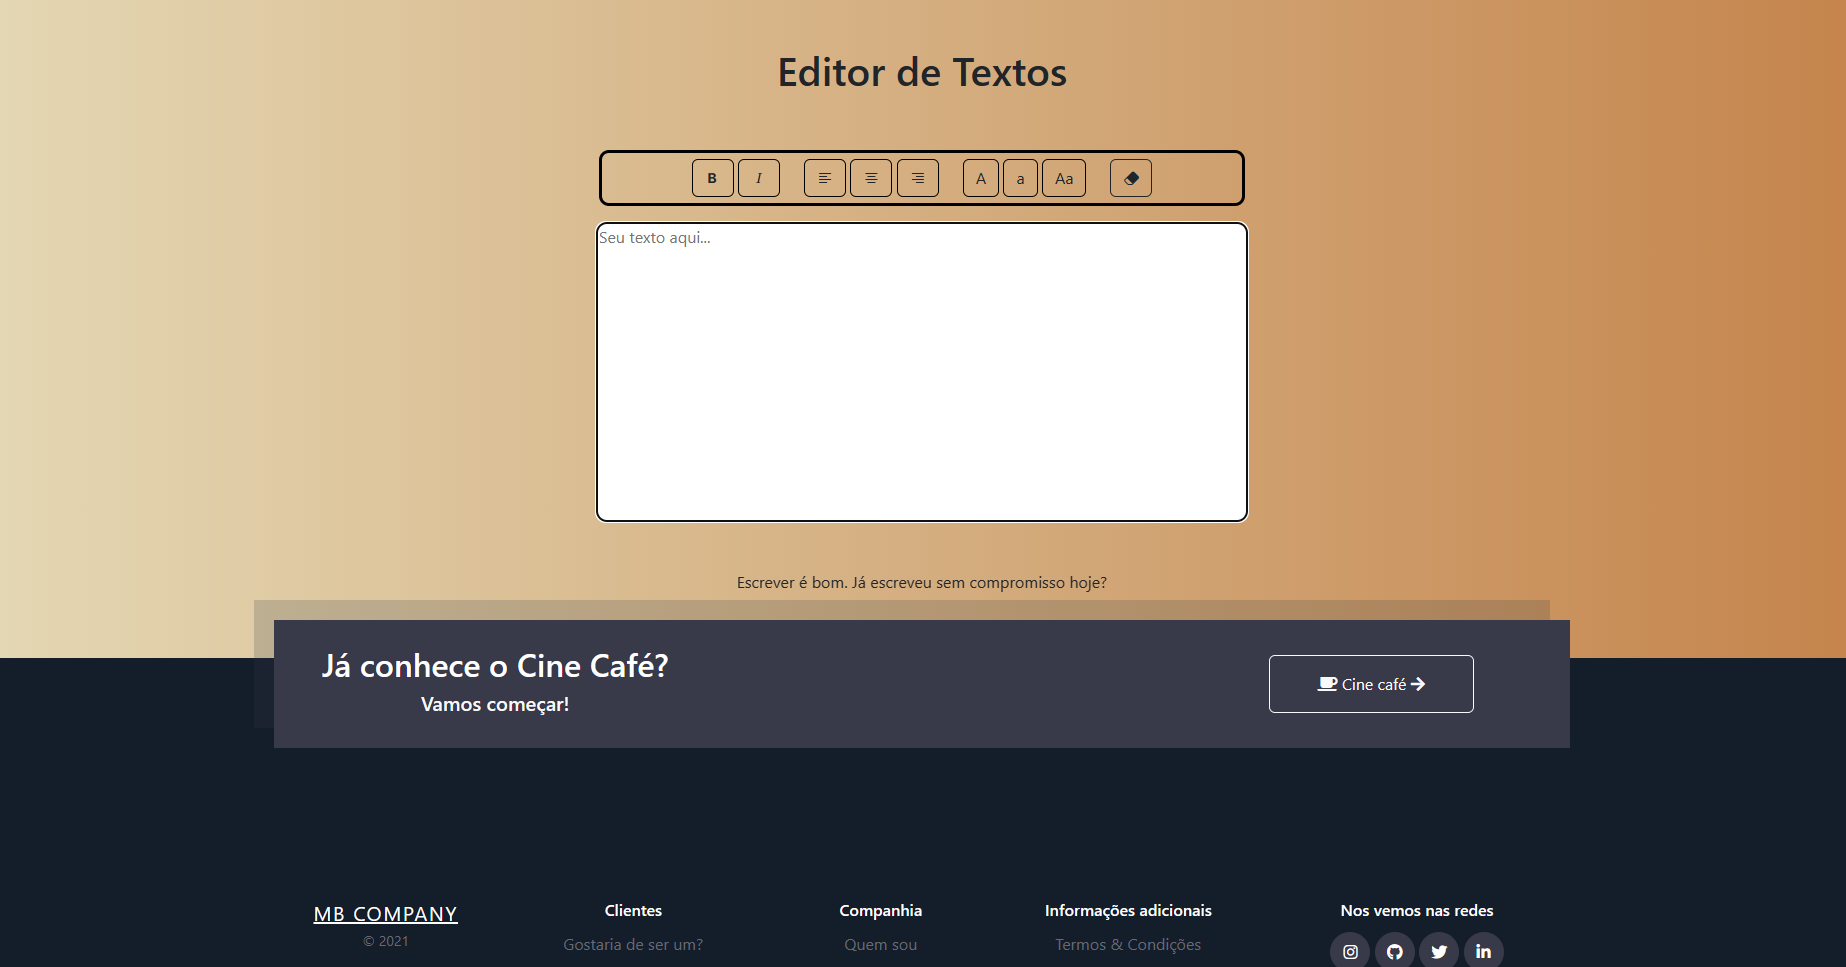 Editor de Textos
B I A a Aa
Seu texto aqui...
Escrever é bom. Já escreveu sem compromisso hoje?
Já conhece o Cine Café?
Vamos começar!
Cine café
MB COMPANY
© 2021
Clientes
Gostaria de ser um?
Companhia
Quem sou
Informações adicionais
Termos & Condições
Nos vemos nas redes